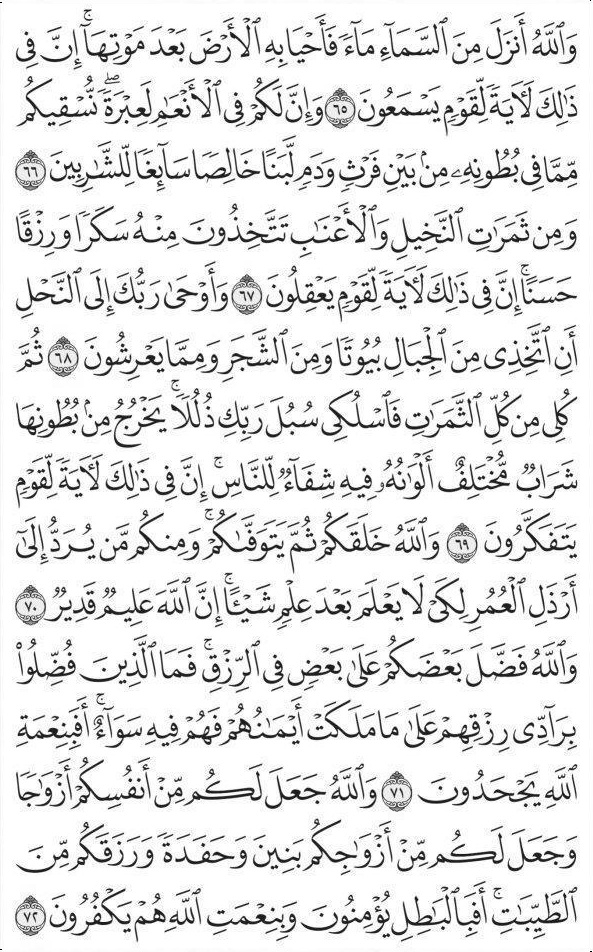 وَٱللَّهُ أَنزَلَ مِنَ ٱلسَّمَآءِ مَآءٗ فَأَحۡيَا بِهِ ٱلۡأَرۡضَ بَعۡدَ مَوۡتِهَآۚ إِنَّ فِي
ذَٰلِكَ لَأٓيَةٗ لِّقَوۡمٖ يَسۡمَعُونَ ٦٥ وَإِنَّ لَكُمۡ فِي ٱلۡأَنۡعَٰمِ لَعِبۡرَةٗۖ نُّسۡقِيكُم
مِّمَّا فِي بُطُونِهِۦ مِنۢ بَيۡنِ فَرۡثٖ وَدَمٖ لَّبَنًا خَالِصٗا سَآئِغٗا لِّلشَّٰرِبِينَ ٦٦
وَمِن ثَمَرَٰتِ ٱلنَّخِيلِ وَٱلۡأَعۡنَٰبِ تَتَّخِذُونَ مِنۡهُ سَكَرٗا وَرِزۡقًا
حَسَنًاۚ إِنَّ فِي ذَٰلِكَ لَأٓيَةٗ لِّقَوۡمٖ يَعۡقِلُونَ ٦٧ وَأَوۡحَىٰ رَبُّكَ إِلَى ٱلنَّحۡلِ
أَنِ ٱتَّخِذِي مِنَ ٱلۡجِبَالِ بُيُوتٗا وَمِنَ ٱلشَّجَرِ وَمِمَّا يَعۡرِشُونَ ٦٨ ثُمَّ
كُلِي مِن كُلِّ ٱلثَّمَرَٰتِ فَٱسۡلُكِي سُبُلَ رَبِّكِ ذُلُلٗاۚ يَخۡرُجُ مِنۢ بُطُونِهَا
شَرَابٞ مُّخۡتَلِفٌ أَلۡوَٰنُهُۥ فِيهِ شِفَآءٞ لِّلنَّاسِۚ إِنَّ فِي ذَٰلِكَ لَأٓيَةٗ لِّقَوۡمٖ
يَتَفَكَّرُونَ ٦٩ وَٱللَّهُ خَلَقَكُمۡ ثُمَّ يَتَوَفَّىٰكُمۡۚ وَمِنكُم مَّن يُرَدُّ إِلَىٰٓ
أَرۡذَلِ ٱلۡعُمُرِ لِكَيۡ لَا يَعۡلَمَ بَعۡدَ عِلۡمٖ شَيۡـًٔاۚ إِنَّ ٱللَّهَ عَلِيمٞ قَدِيرٞ ٧٠
وَٱللَّهُ فَضَّلَ بَعۡضَكُمۡ عَلَىٰ بَعۡضٖ فِي ٱلرِّزۡقِۚ فَمَا ٱلَّذِينَ فُضِّلُواْ
بِرَآدِّي رِزۡقِهِمۡ عَلَىٰ مَا مَلَكَتۡ أَيۡمَٰنُهُمۡ فَهُمۡ فِيهِ سَوَآءٌۚ أَفَبِنِعۡمَةِ
ٱللَّهِ يَجۡحَدُونَ ٧١ وَٱللَّهُ جَعَلَ لَكُم مِّنۡ أَنفُسِكُمۡ أَزۡوَٰجٗا
وَجَعَلَ لَكُم مِّنۡ أَزۡوَٰجِكُم بَنِينَ وَحَفَدَةٗ وَرَزَقَكُم مِّنَ
ٱلطَّيِّبَٰتِۚ أَفَبِٱلۡبَٰطِلِ يُؤۡمِنُونَ وَبِنِعۡمَتِ ٱللَّهِ هُمۡ يَكۡفُرُونَ ٧٢